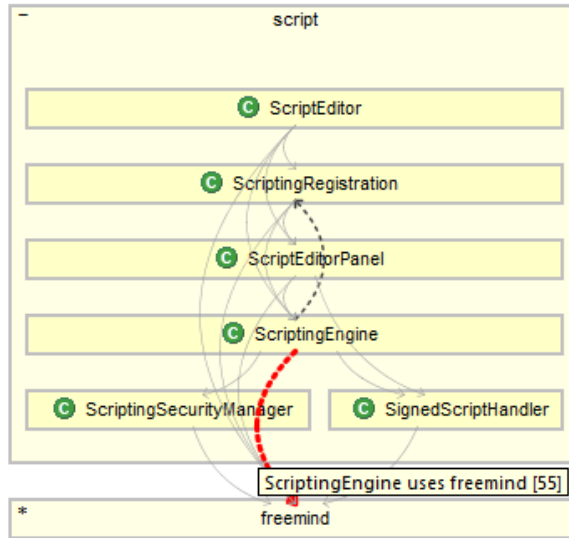 − script
C ScriptEditor
C ScriptingRegistration
C ScriptEditorPanel
C ScriptingEngine
C ScriptingSecurityManager
C SignedScriptHandler
ScriptingEngine uses freemind [55]
* freemind